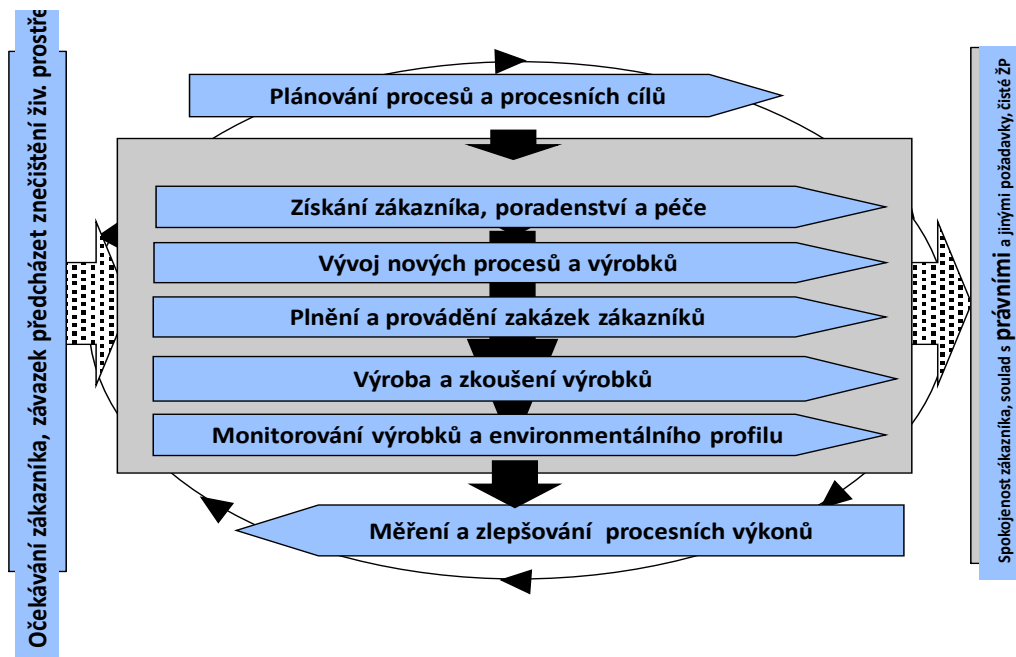 Očekávání zákazníka, závazek předcházet znečištění živ. prostře
Plánování procesů a procesních cílů
Získání zákazníka, poradenství a péče
Vývoj nových procesů a výrobků
Plnění a provádění zakázek zákazníků
Výroba a zkoušení výrobků
Monitorování výrobků a environmentálního profilu
Měření a zlepšování procesních výkonů
Spokojenost zákazníka, soulad s právními a jinými požadavky, čisté ŽP